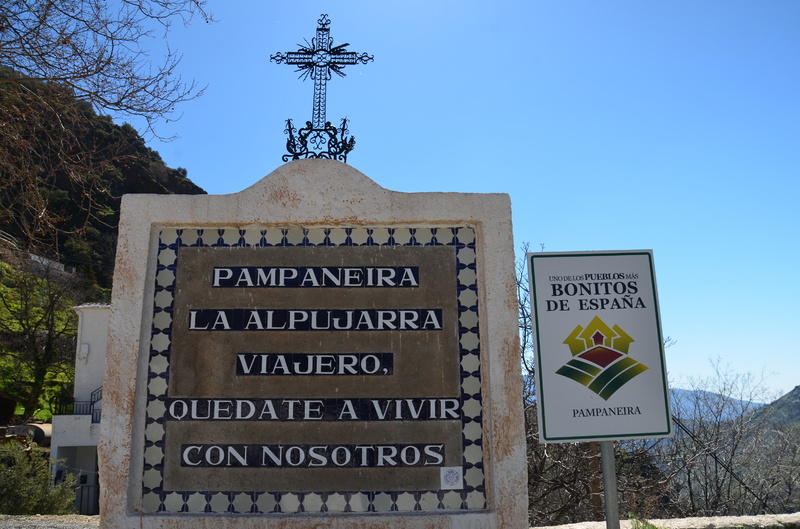 PAMPANEIRA
LA ALPUJARRA
VIAJERO,
QUEDATE A VIVIR
CON NOSOTROS
UNO DE LOS PUEBLOS MÁS
BONITOS
DE ESPAÑA
PAMPANEIRA